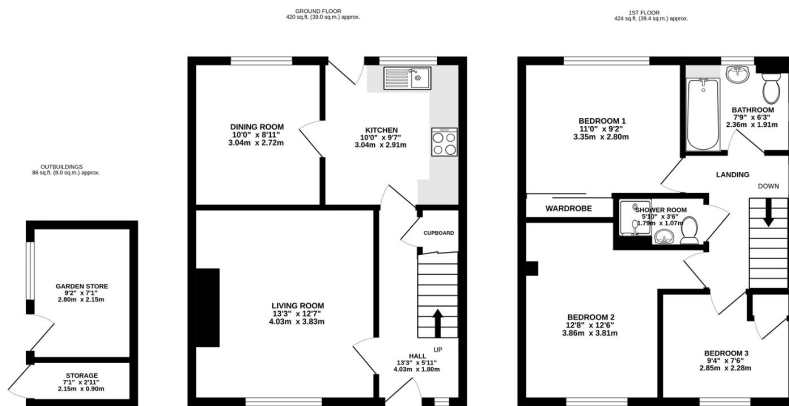 GROUND FLOOR
420 sq.ft. (39.0 sq.m.) approx.
1ST FLOOR
424 sq.ft. (39.4 sq.m.) approx.
OUTBUILDINGS
86 sq.ft. (8.0 sq.m.) approx.
GARDEN STORE
9'2" x 7'1"
2.80m x 2.15m
STORAGE
7'1" x 2'11"
2.15m x 0.90m
DINING ROOM
10'0" x 8'11"
3.04m x 2.72m
KITCHEN
10'0" x 9'7"
3.04m x 2.91m
CUPBOARD
LIVING ROOM
13'3" x 12'7"
4.03m x 3.83m
UP
HALL
13'3" x 5'11"
4.03m x 1.80m
BEDROOM 1
11'0" x 9'2"
3.35m x 2.80m
BATHROOM
7'9" x 6'3"
2.36m x 1.91m
LANDING
DOWN
WARDROBE
SHOWER ROOM
5'10" x 3'6"
1.79m x 1.07m
BEDROOM 2
12'8" x 12'6"
3.86m x 3.81m
BEDROOM 3
9'4" x 7'6"
2.85m x 2.28m